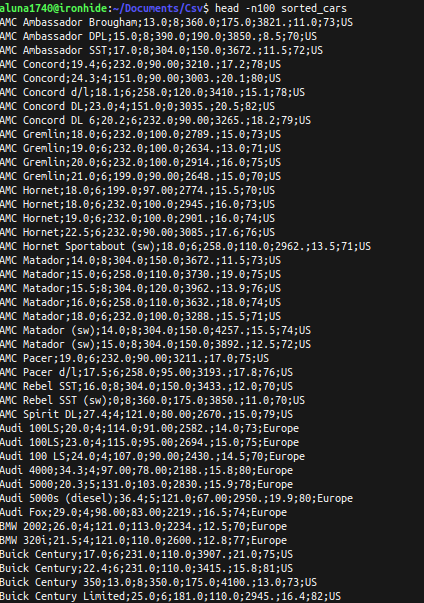 aluna1740@ironhide:~/Documents/Csv$ head -n100 sorted_cars
AMC Ambassador Brougham;13.0;8;360.0;175.0;3821.;11.0;73;US
AMC Ambassador DPL;15.0;8;390.0;190.0;3850.;8.5;70;US
AMC Ambassador SST;17.0;8;304.0;150.0;3672.;11.5;72;US
AMC Concord;19.4;6;232.0;90.00;3210.;17.2;78;US
AMC Concord;24.3;4;151.0;90.00;3003.;20.1;80;US
AMC Concord d/l;18.1;6;258.0;120.0;3410.;15.1;78;US
AMC Concord DL;23.0;4;151.0;0;3035.;20.5;82;US
AMC Concord DL 6;20.2;6;232.0;90.00;3265.;18.2;79;US
AMC Gremlin;18.0;6;232.0;100.0;2789.;15.0;73;US
AMC Gremlin;19.0;6;232.0;100.0;2634.;13.0;71;US
AMC Gremlin;20.0;6;232.0;100.0;2914.;16.0;75;US
AMC Gremlin;21.0;6;199.0;90.00;2648.;15.0;70;US
AMC Hornet;18.0;6;199.0;97.00;2774.;15.5;70;US
AMC Hornet;18.0;6;232.0;100.0;2945.;16.0;73;US
AMC Hornet;19.0;6;232.0;100.0;2901.;16.0;74;US
AMC Hornet;22.5;6;232.0;90.00;3085.;17.6;76;US
AMC Hornet Sportabout (sw);18.0;6;258.0;110.0;2962.;13.5;71;US
AMC Matador;14.0;8;304.0;150.0;3672.;11.5;73;US
AMC Matador;15.0;6;258.0;110.0;3730.;19.0;75;US
AMC Matador;15.5;8;304.0;120.0;3962.;13.9;76;US
AMC Matador;16.0;6;258.0;110.0;3632.;18.0;74;US
AMC Matador;18.0;6;232.0;100.0;3288.;15.5;71;US
AMC Matador (sw);14.0;8;304.0;150.0;4257.;15.5;74;US
AMC Matador (sw);15.0;8;304.0;150.0;3892.;12.5;72;US
AMC Pacer;19.0;6;232.0;90.00;3211.;17.0;75;US
AMC Pacer d/l;17.5;6;258.0;95.00;3193.;17.8;76;US
AMC Rebel SST;16.0;8;304.0;150.0;3433.;12.0;70;US
AMC Rebel SST (sw);0;8;360.0;175.0;3850.;11.0;70;US
AMC Spirit DL;27.4;4;121.0;80.00;2670.;15.0;79;US
Audi 100LS;20.0;4;114.0;91.00;2582.;14.0;73;Europe
Audi 100LS;23.0;4;115.0;95.00;2694.;15.0;75;Europe
Audi 100 LS;24.0;4;107.0;90.00;2430.;14.5;70;Europe
Audi 4000;34.3;4;97.00;78.00;2188.;15.8;80;Europe
Audi 5000;20.3;5;131.0;103.0;2830.;15.9;78;Europe
Audi 5000s (diesel);36.4;5;121.0;67.00;2950.;19.9;80;Europe
Audi Fox;29.0;4;98.00;83.00;2219.;16.5;74;Europe
BMW 2002;26.0;4;121.0;113.0;2234.;12.5;70;Europe
BMW 320i;21.5;4;121.0;110.0;2600.;12.8;77;Europe
Buick Century;17.0;6;231.0;110.0;3907.;21.0;75;US
Buick Century;22.4;6;231.0;110.0;3415.;15.8;81;US
Buick Century 350;13.0;8;350.0;175.0;4100.;13.0;73;US
Buick Century Limited;25.0;6;181.0;110.0;2945.;16.4;82;US